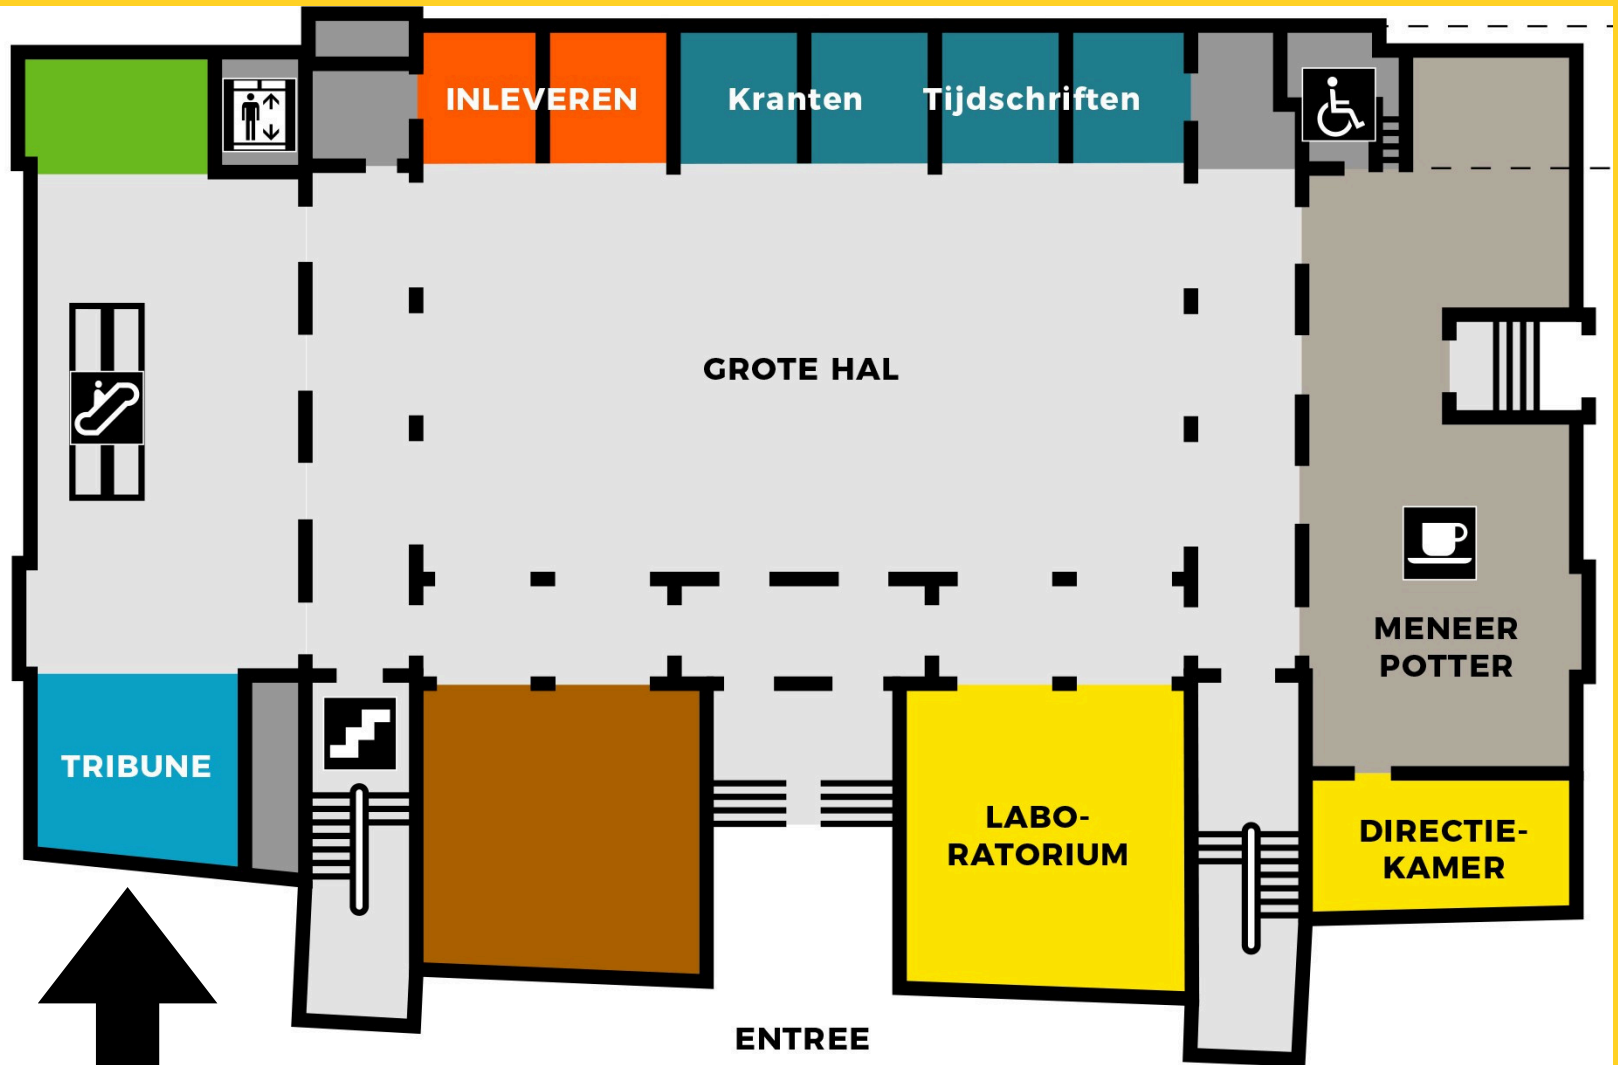 INLEVEREN
Kranten
Tijdschriften
GROTE HAL
MENEER
POTTER
TRIBUNE
LABO-
RATORIUM
DIRECTIE-
KAMER
ENTREE